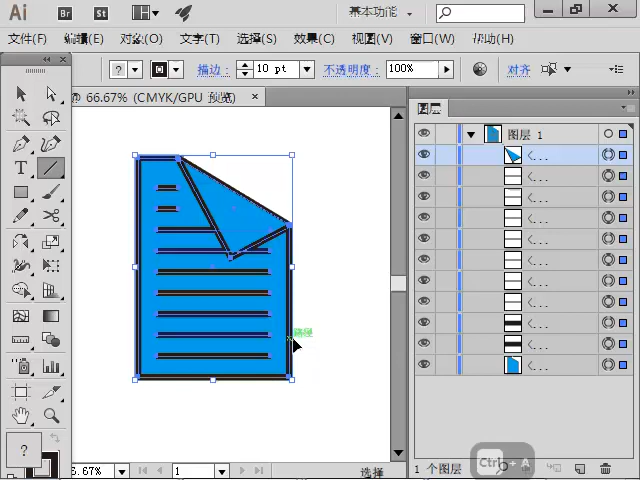 Ai Br St 基本功能
文件(F) 编辑(E) 对象(O) 文字(T) 选择(S) 效果(C) 视图(V) 窗口(W) 帮助(H)
? 描边: 10 pt 不透明度: 100% 对齐
@ 66.67% (CMYK/GPU 预览) ×
图层
图层 1
<...
<...
<...
<...
<...
<...
<...
<...
<...
<...
<...
路径
T
?
6.67% 1 选择
1 个图层
Ctrl + A